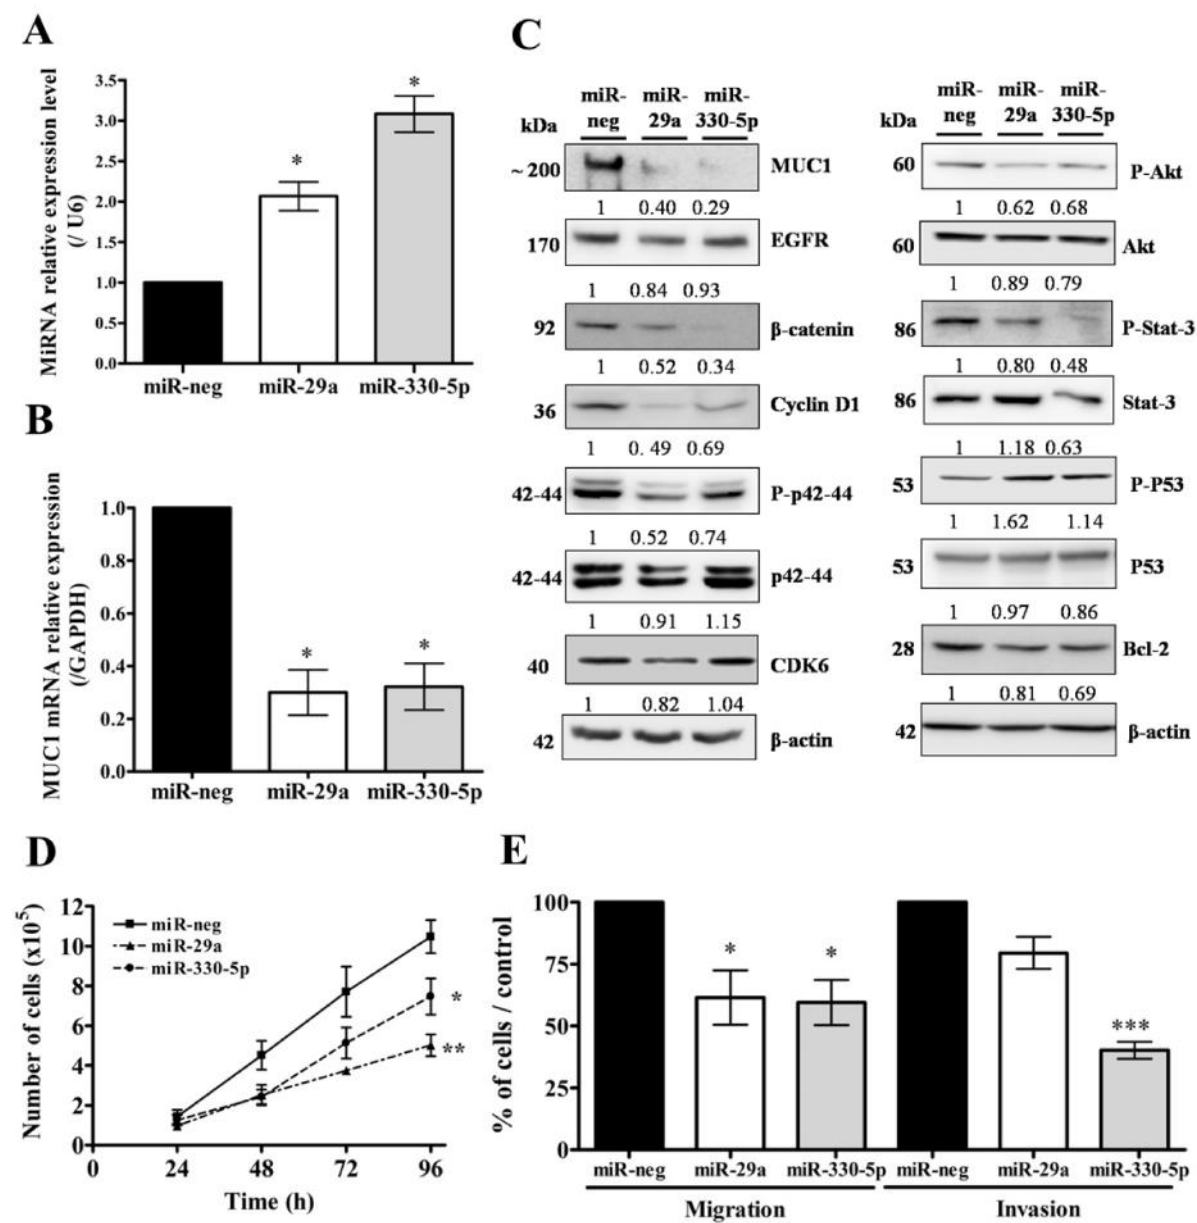 A
MiRNA relative expression level
(/ U6)
3.5
3.0
2.5
2.0
1.5
1.0
0.5
0.0
*
*
miR-neg miR-29a miR-330-5p
B
MUC1 mRNA relative expression
(/GAPDH)
1.0
0.8
0.6
0.4
0.2
0.0
* *
miR-neg miR-29a miR-330-5p
C
kDa
miR- miR- miR-
neg 29a 330-5p
~ 200 MUC1
1 0.40 0.29
170 EGFR
1 0.84 0.93
92 β-catenin
1 0.52 0.34
36 Cyclin D1
1 0. 49 0.69
42-44 P-p42-44
1 0.52 0.74
42-44 p42-44
1 0.91 1.15
40 CDK6
1 0.82 1.04
42 β-actin
kDa
miR- miR- miR-
neg 29a 330-5p
60 P-Akt
1 0.62 0.68
60 Akt
1 0.89 0.79
86 P-Stat-3
1 0.80 0.48
86 Stat-3
1 1.18 0.63
53 P-P53
1 1.62 1.14
53 P53
1 0.97 0.86
28 Bcl-2
1 0.81 0.69
42 β-actin
D
Number of cells (x10⁵)
12
10
8
6
4
2
0
miR-neg
miR-29a
miR-330-5p
*
**
0 24 48 72 96
Time (h)
E
% of cells / control
100
75
50
25
0
* *
***
miR-neg miR-29a miR-330-5p miR-neg miR-29a miR-330-5p
Migration Invasion